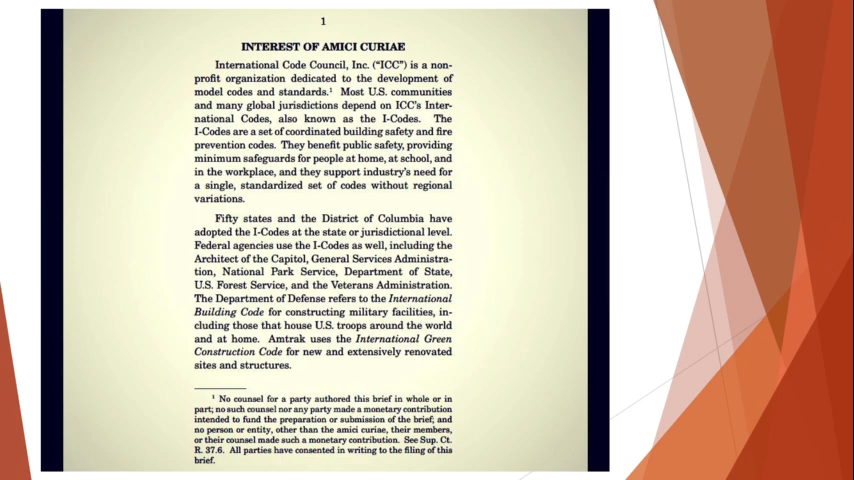 1
INTEREST OF AMICI CURIAE
International Code Council, Inc. (“ICC”) is a non-
profit organization dedicated to the development of
model codes and standards.¹ Most U.S. communities
and many global jurisdictions depend on ICC’s Inter-
national Codes, also known as the I-Codes. The
I-Codes are a set of coordinated building safety and fire
prevention codes. They benefit public safety, providing
minimum safeguards for people at home, at school, and
in the workplace, and they support industry’s need for
a single, standardized set of codes without regional
variations.
Fifty states and the District of Columbia have
adopted the I-Codes at the state or jurisdictional level.
Federal agencies use the I-Codes as well, including the
Architect of the Capitol, General Services Administra-
tion, National Park Service, Department of State,
U.S. Forest Service, and the Veterans Administration.
The Department of Defense refers to the International
Building Code for constructing military facilities, in-
cluding those that house U.S. troops around the world
and at home. Amtrak uses the International Green
Construction Code for new and extensively renovated
sites and structures.
¹ No counsel for a party authored this brief in whole or in
part; no such counsel nor any party made a monetary contribution
intended to fund the preparation or submission of the brief; and
no person or entity, other than the amici curiae, their members,
or their counsel made such a monetary contribution. See Sup. Ct.
R. 37.6. All parties have consented in writing to the filing of this
brief.